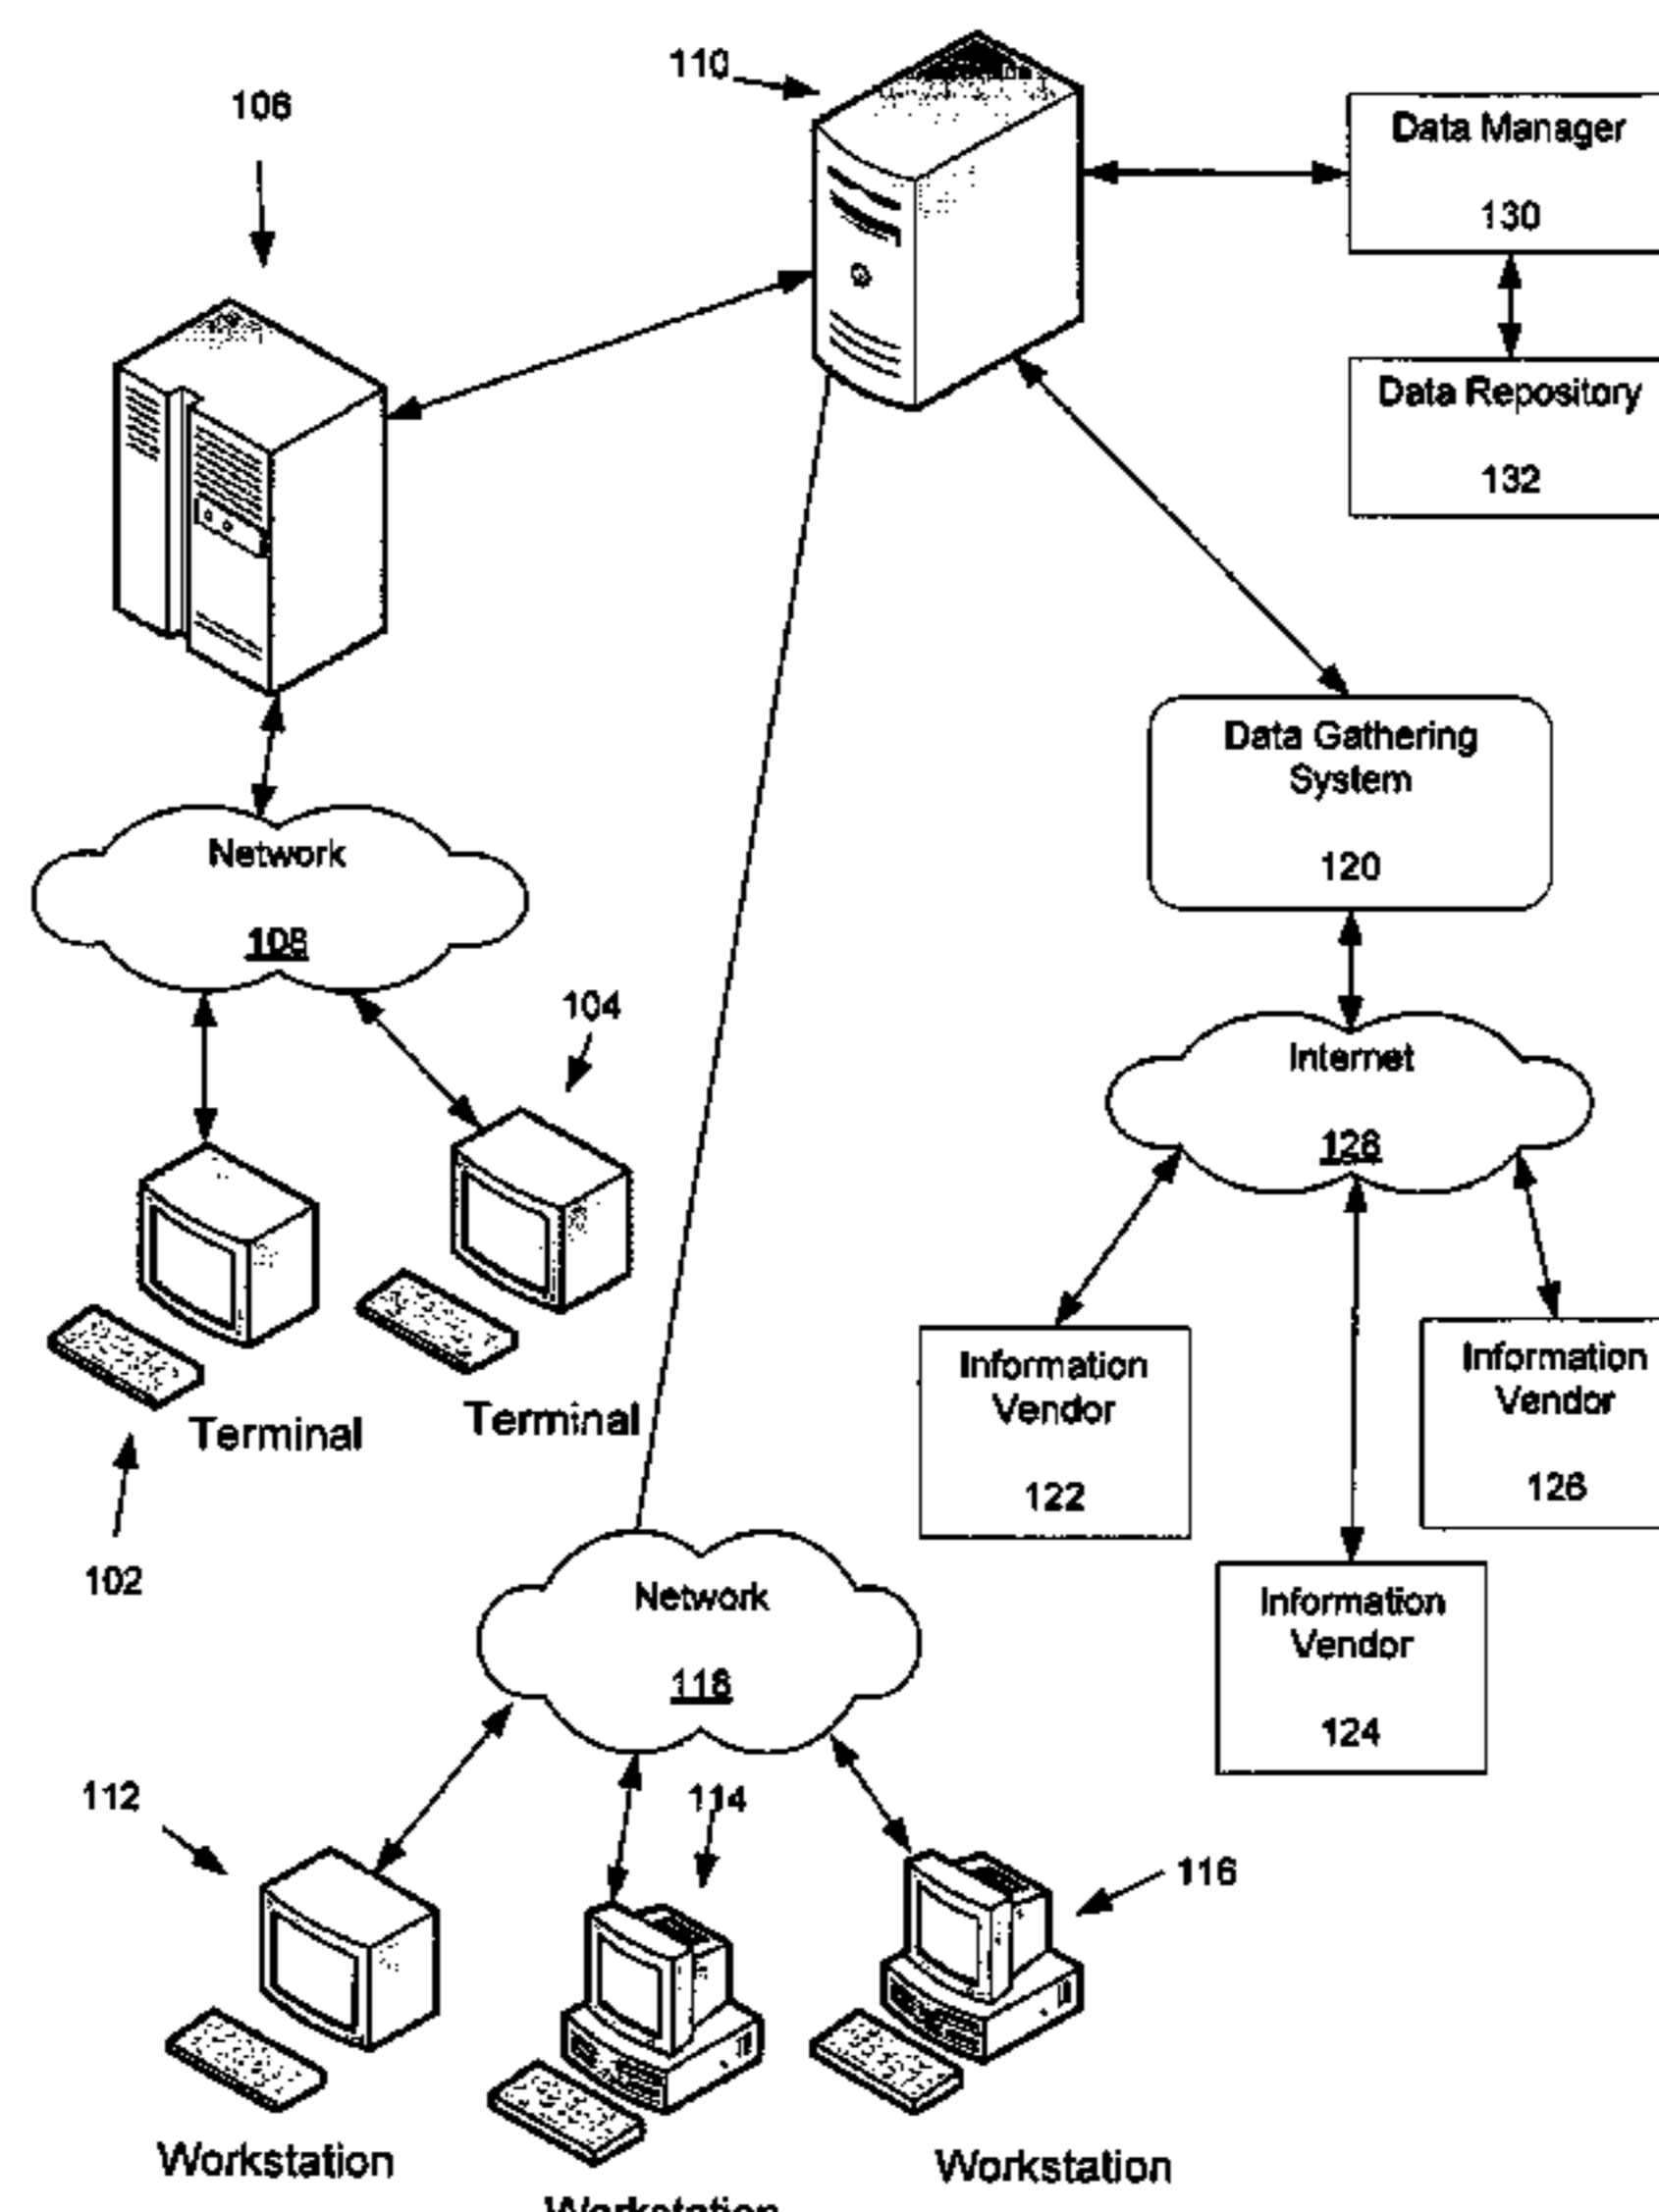 110
106
Data Manager
130
Data Repository
132
Data Gathering
System
120
Network
108
104
Internet
128
Information
Vendor
122
Information
Vendor
126
Terminal
Terminal
102
Network
118
Information
Vendor
124
112
114
116
Workstation
Workstation
Workstation